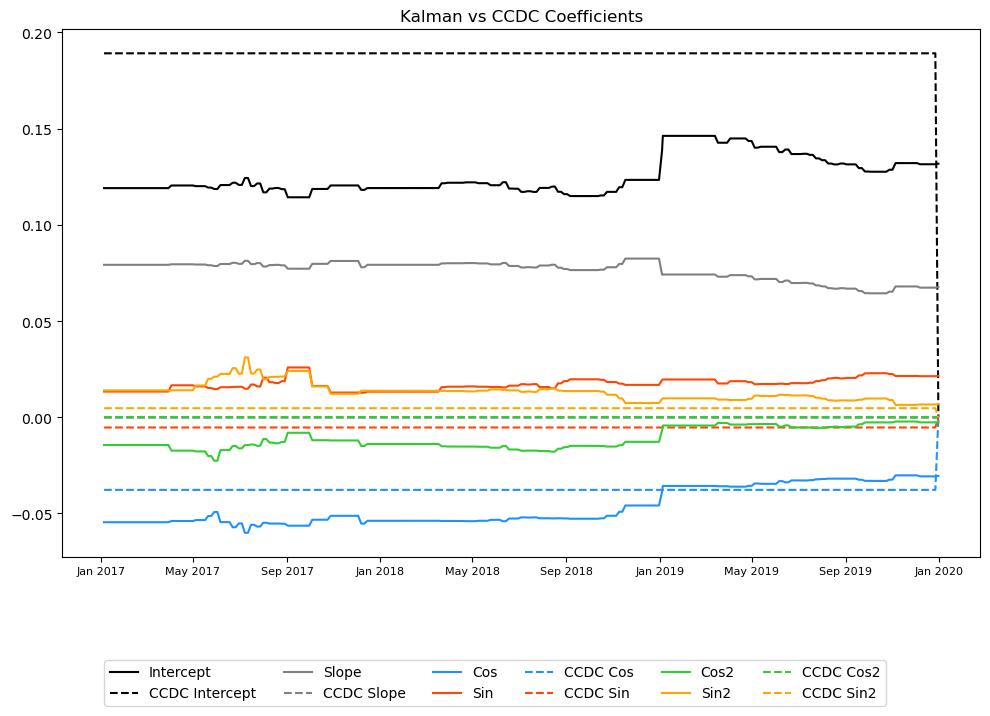 Kalman vs CCDC Coefficients
0.20
0.15
0.10
0.05
0.00
−0.05
Jan 2017 May 2017 Sep 2017 Jan 2018 May 2018 Sep 2018 Jan 2019 May 2019 Sep 2019 Jan 2020
Intercept Slope Cos CCDC Cos Cos2 CCDC Cos2
CCDC Intercept CCDC Slope Sin CCDC Sin Sin2 CCDC Sin2